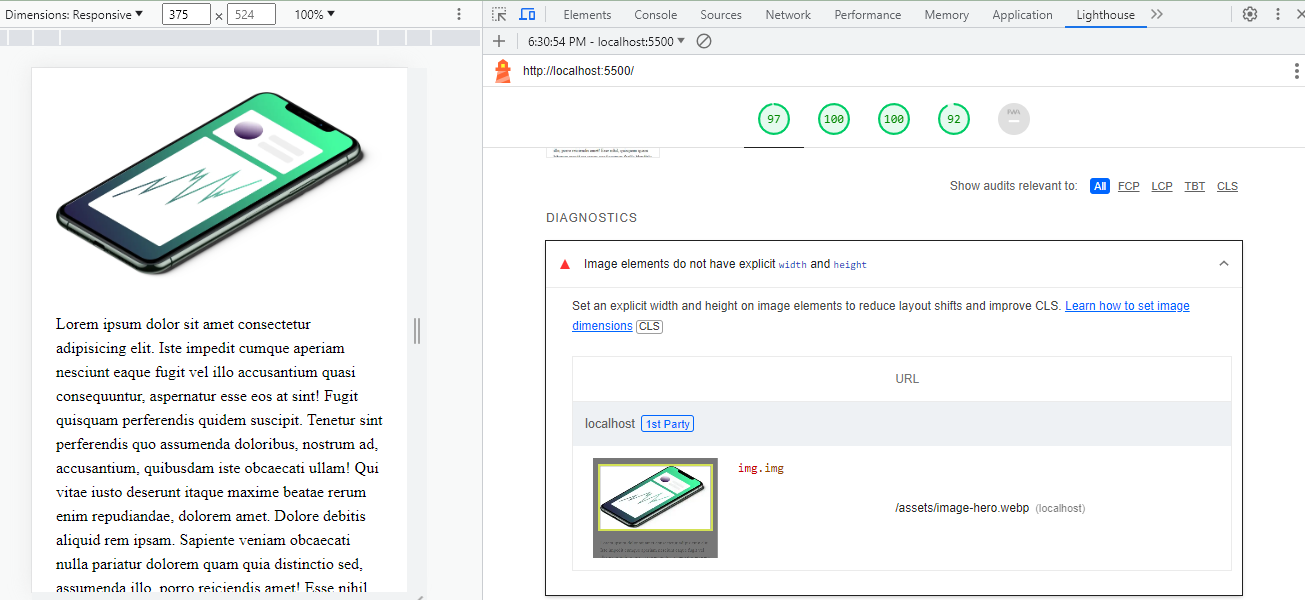 Dimensions: Responsive 375 × 524 100%
Elements Console Sources Network Performance Memory Application Lighthouse
6:30:54 PM - localhost:5500
http://localhost:5500/
97 100 100 92
Show audits relevant to: All FCP LCP TBT CLS
DIAGNOSTICS
Image elements do not have explicit width and height
Set an explicit width and height on image elements to reduce layout shifts and improve CLS. Learn how to set image
dimensions CLS
URL
localhost 1st Party
img.img
/assets/image-hero.webp (localhost)
Lorem ipsum dolor sit amet consectetur
adipisicing elit. Iste impedit cumque aperiam
nesciunt eaque fugit vel illo accusantium quasi
consequuntur, aspernatur esse eos at sint! Fugit
quisquam perferendis quidem suscipit. Tenetur sint
perferendis quo assumenda doloribus, nostrum ad,
accusantium, quibusdam iste obcaecati ullam! Qui
vitae iusto deserunt itaque maxime beatae rerum
enim repudiandae, dolorem amet. Dolore debitis
aliquid rem ipsam. Sapiente veniam obcaecati
nulla pariatur dolorem quam quia distinctio sed,
assumenda illo, porro reiciendis amet! Esse nihil